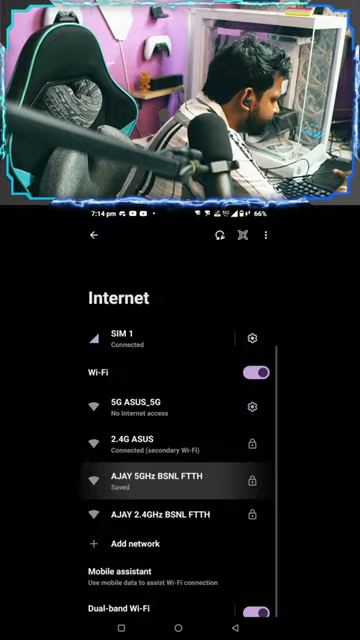 7:14 pm
66%
Internet
SIM 1
Connected
Wi-Fi
5G ASUS_5G
No Internet access
2.4G ASUS
Connected (secondary Wi-Fi)
AJAY 5GHz BSNL FTTH
Saved
AJAY 2.4GHz BSNL FTTH
Add network
Mobile assistant
Use mobile data to assist Wi-Fi connection
Dual-band Wi-Fi